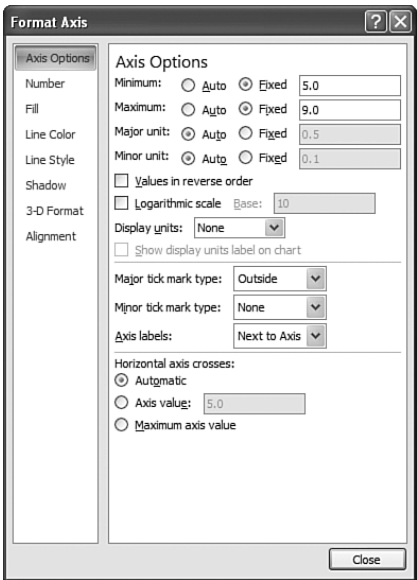 Format Axis
Axis Options
Number
Fill
Line Color
Line Style
Shadow
3-D Format
Alignment
Axis Options
Minimum: Auto Fixed 5.0
Maximum: Auto Fixed 9.0
Major unit: Auto Fixed 0.5
Minor unit: Auto Fixed 0.1
Values in reverse order
Logarithmic scale Base: 10
Display units: None
Show display units label on chart
Major tick mark type: Outside
Minor tick mark type: None
Axis labels: Next to Axis
Horizontal axis crosses:
Automatic
Axis value: 5.0
Maximum axis value
Close